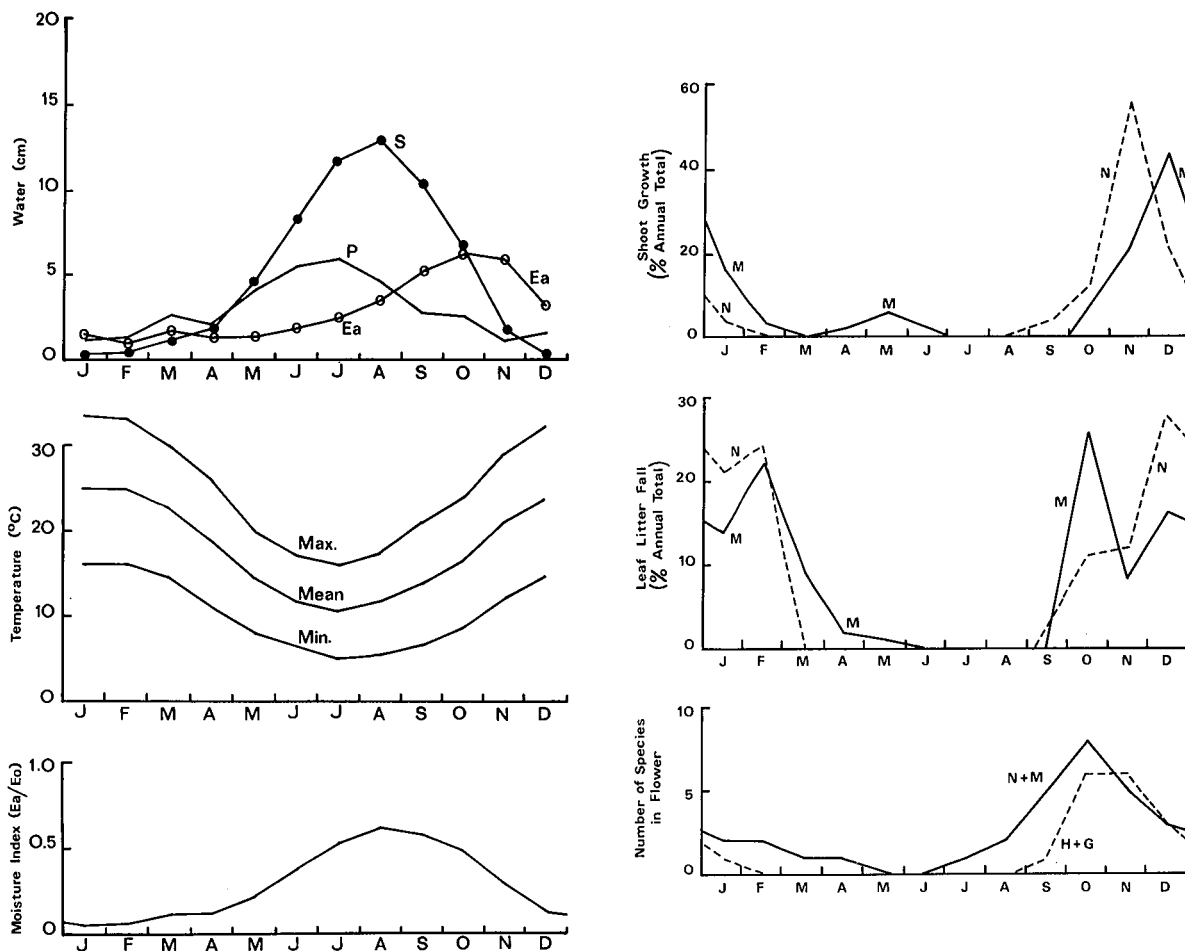 20
15
10
5
0
Water (cm)
S
P
Ea
Ea
J F M A M J J A S O N D
30
20
10
0
Temperature (°C)
Max.
Mean
Min.
J F M A M J J A S O N D
1.0
0.5
0
Moisture Index (Ea/Eo)
J F M A M J J A S O N D
60
40
20
0
Shoot Growth
(% Annual Total)
M
N
M
N
M
J F M A M J J A S O N D
30
20
10
0
Leaf Litter Fall
(% Annual Total)
N
M
M
M
N
J F M A M J J A S O N D
10
5
0
Number of Species
in Flower
N+M
H+G
J F M A M J J A S O N D